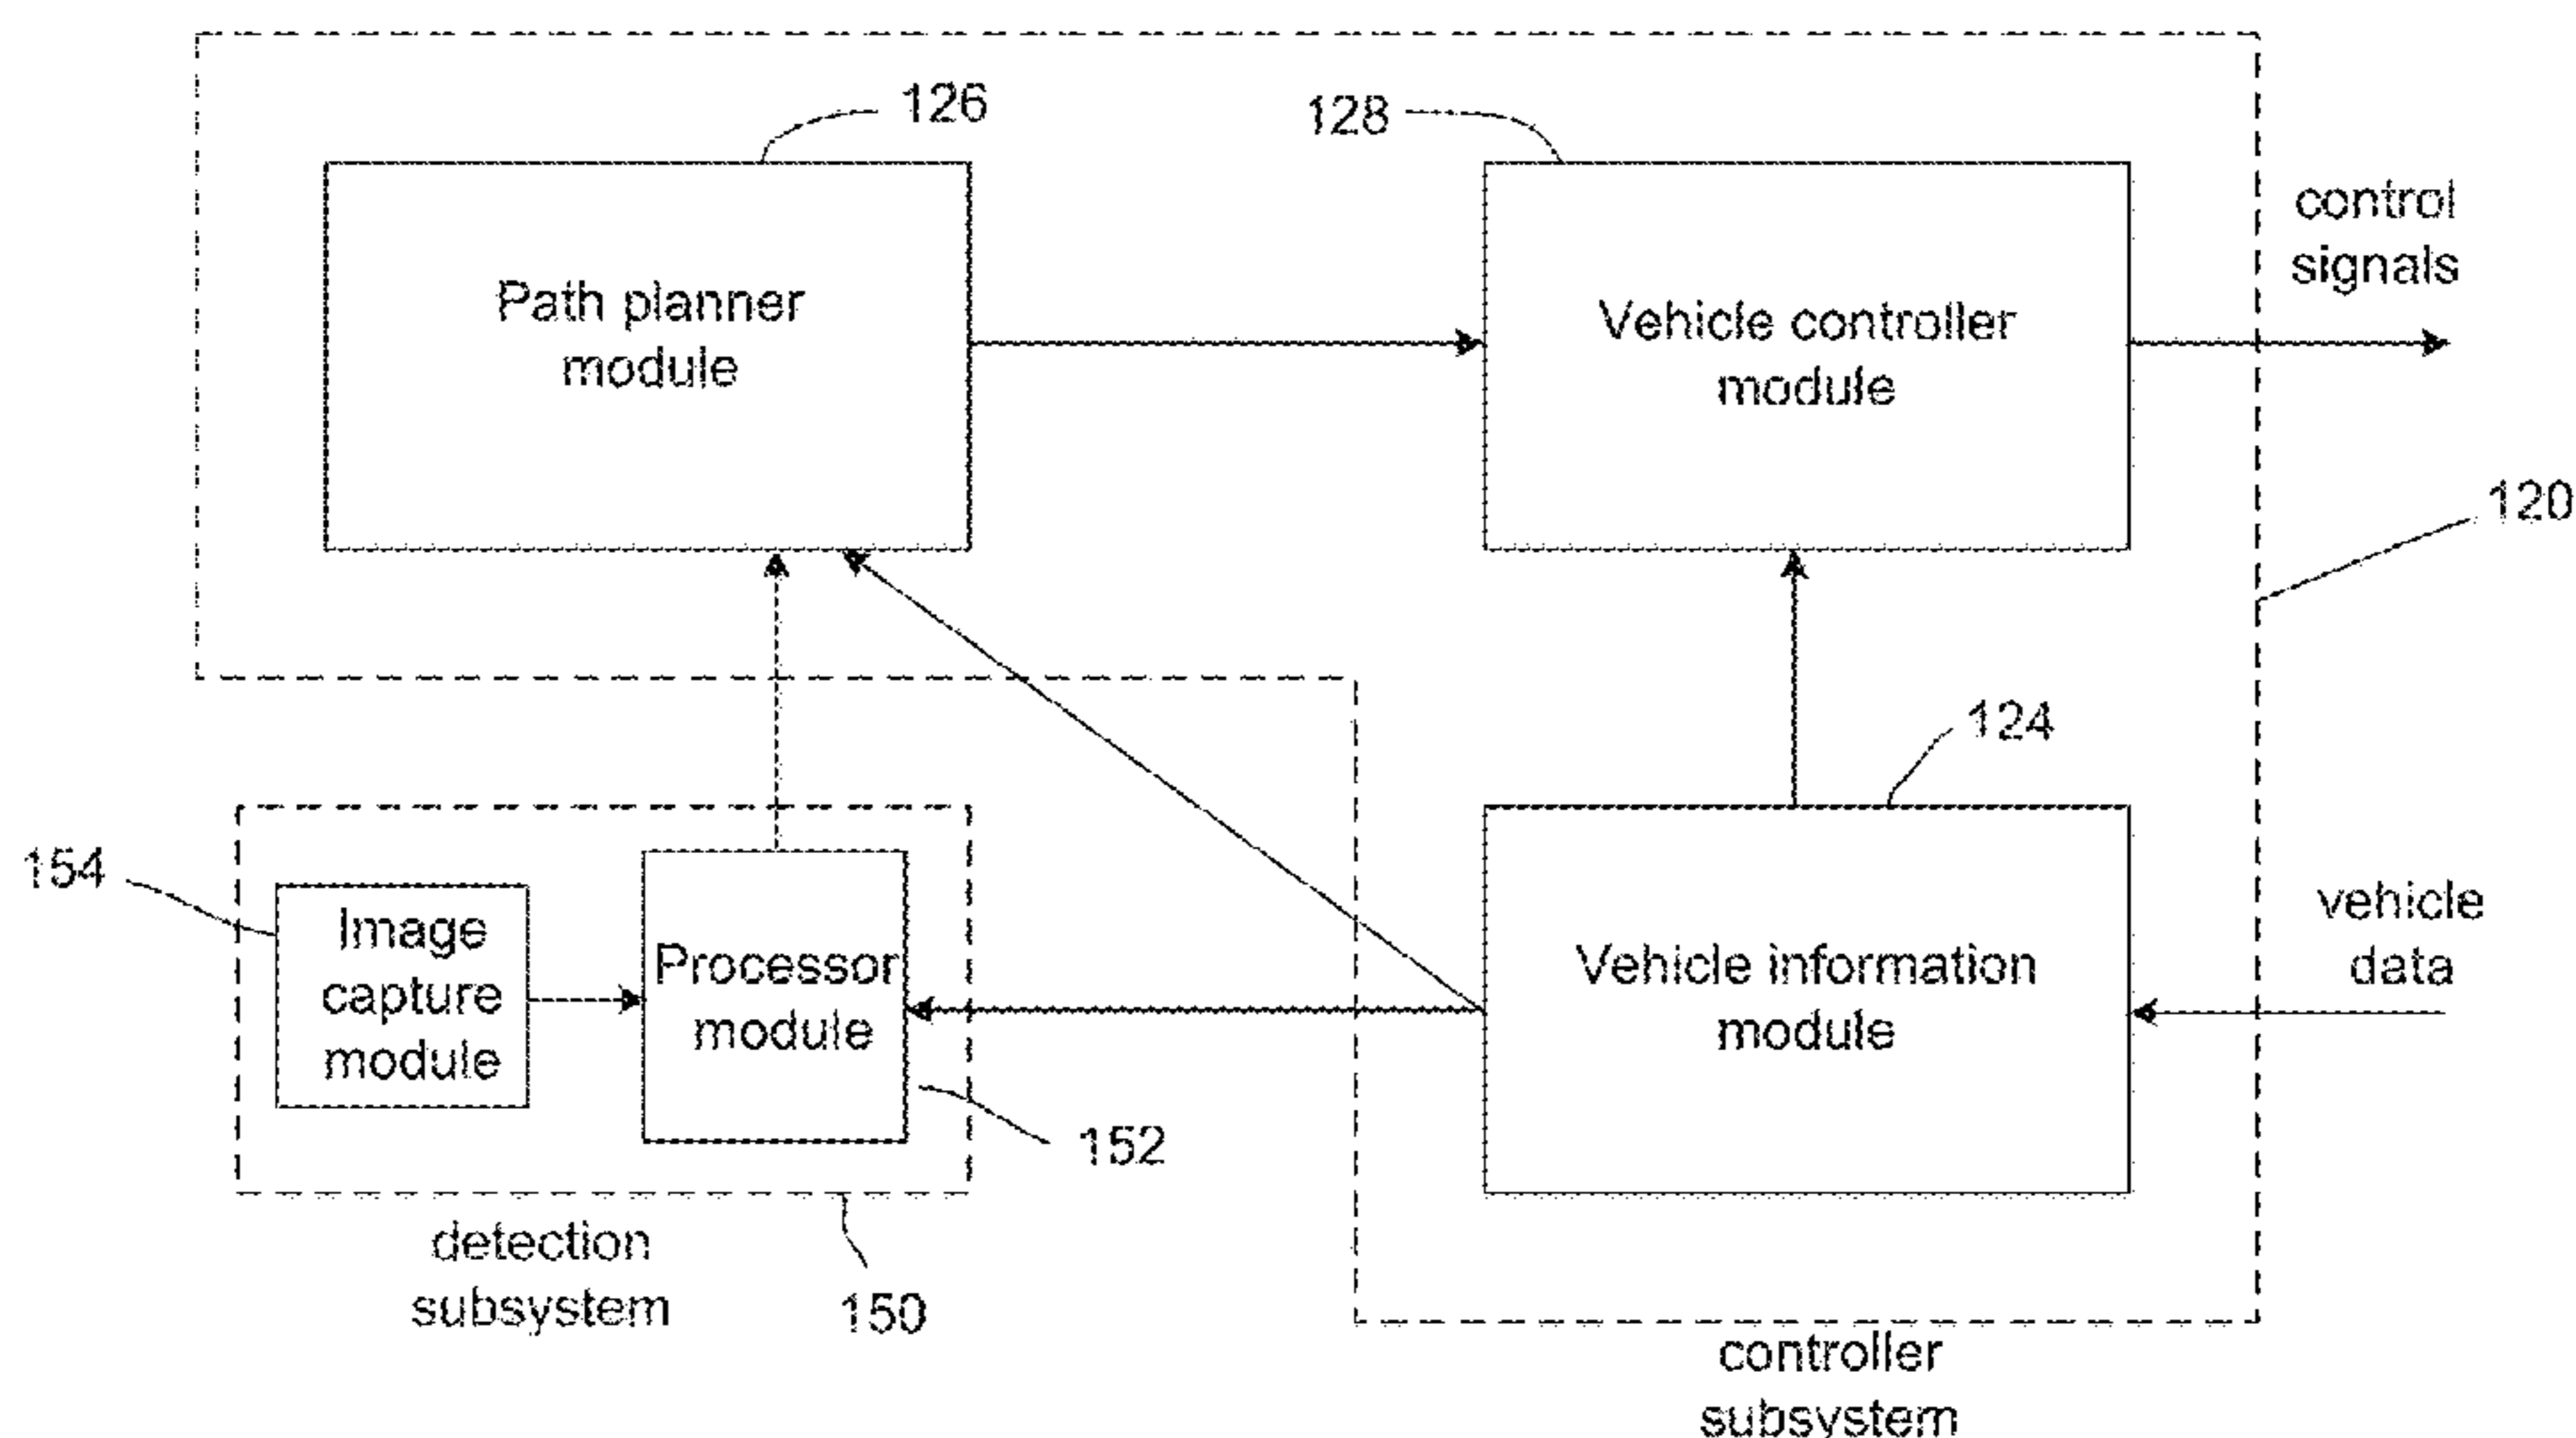 126
128
control
signals
Path planner
module
Vehicle controller
module
120
124
154
Image
capture
module
Processor
module
Vehicle information
module
vehicle
data
152
detection
subsystem
150
controller
subsystem